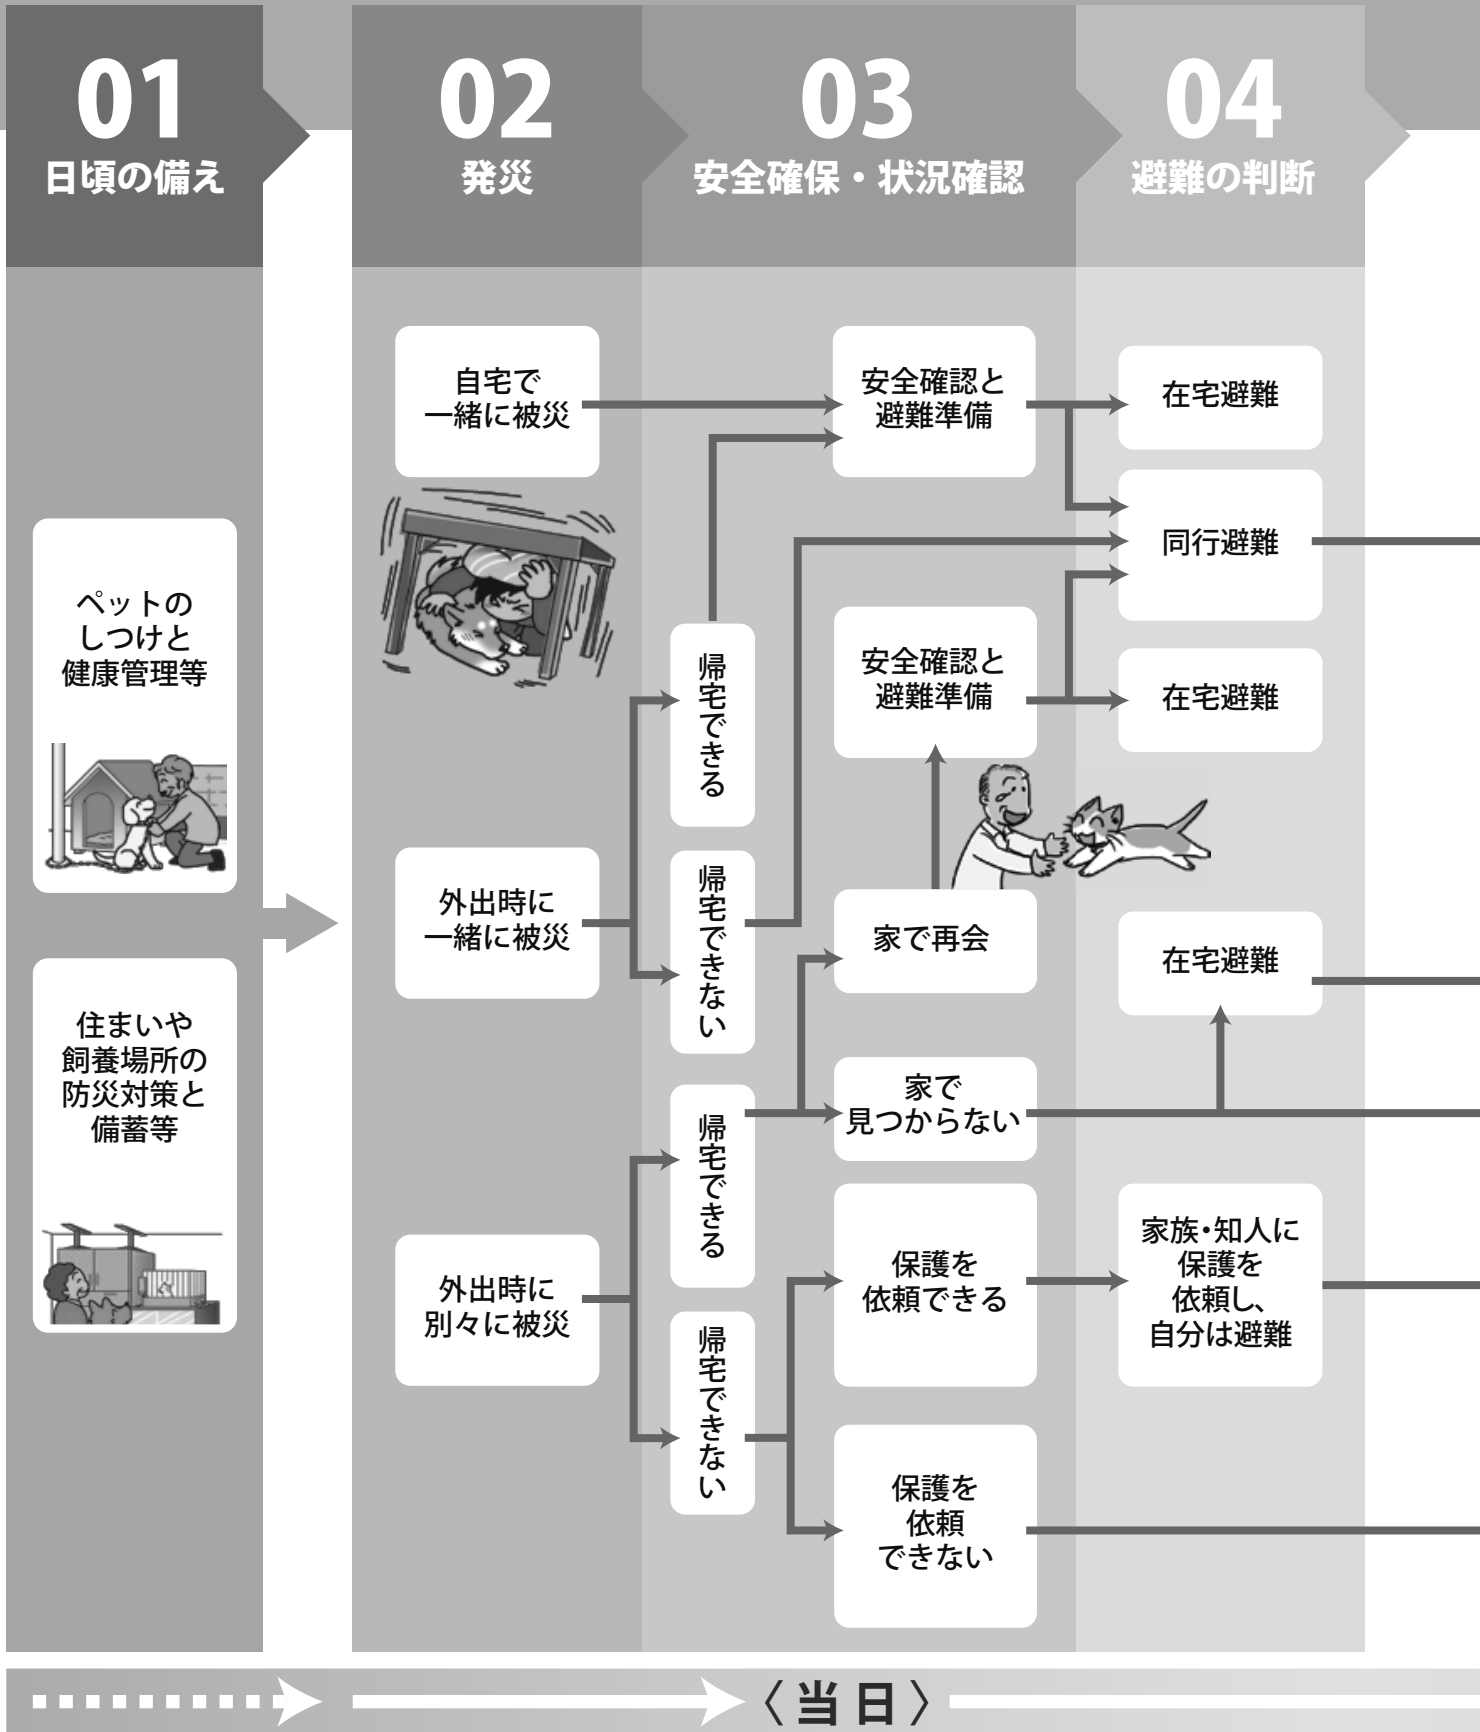 01
日頃の備え
02
発災
03
安全確保・状況確認
04
避難の判断
ペットの
しつけと
健康管理等
住まいや
飼養場所の
防災対策と
備蓄等
自宅で
一緒に被災
外出時に
一緒に被災
外出時に
別々に被災
帰宅できる
帰宅できない
帰宅できる
帰宅できない
安全確認と
避難準備
安全確認と
避難準備
家で再会
家で
見つからない
保護を
依頼できる
保護を
依頼
できない
在宅避難
同行避難
在宅避難
在宅避難
家族・知人に
保護を
依頼し、
自分は避難
〈当日〉